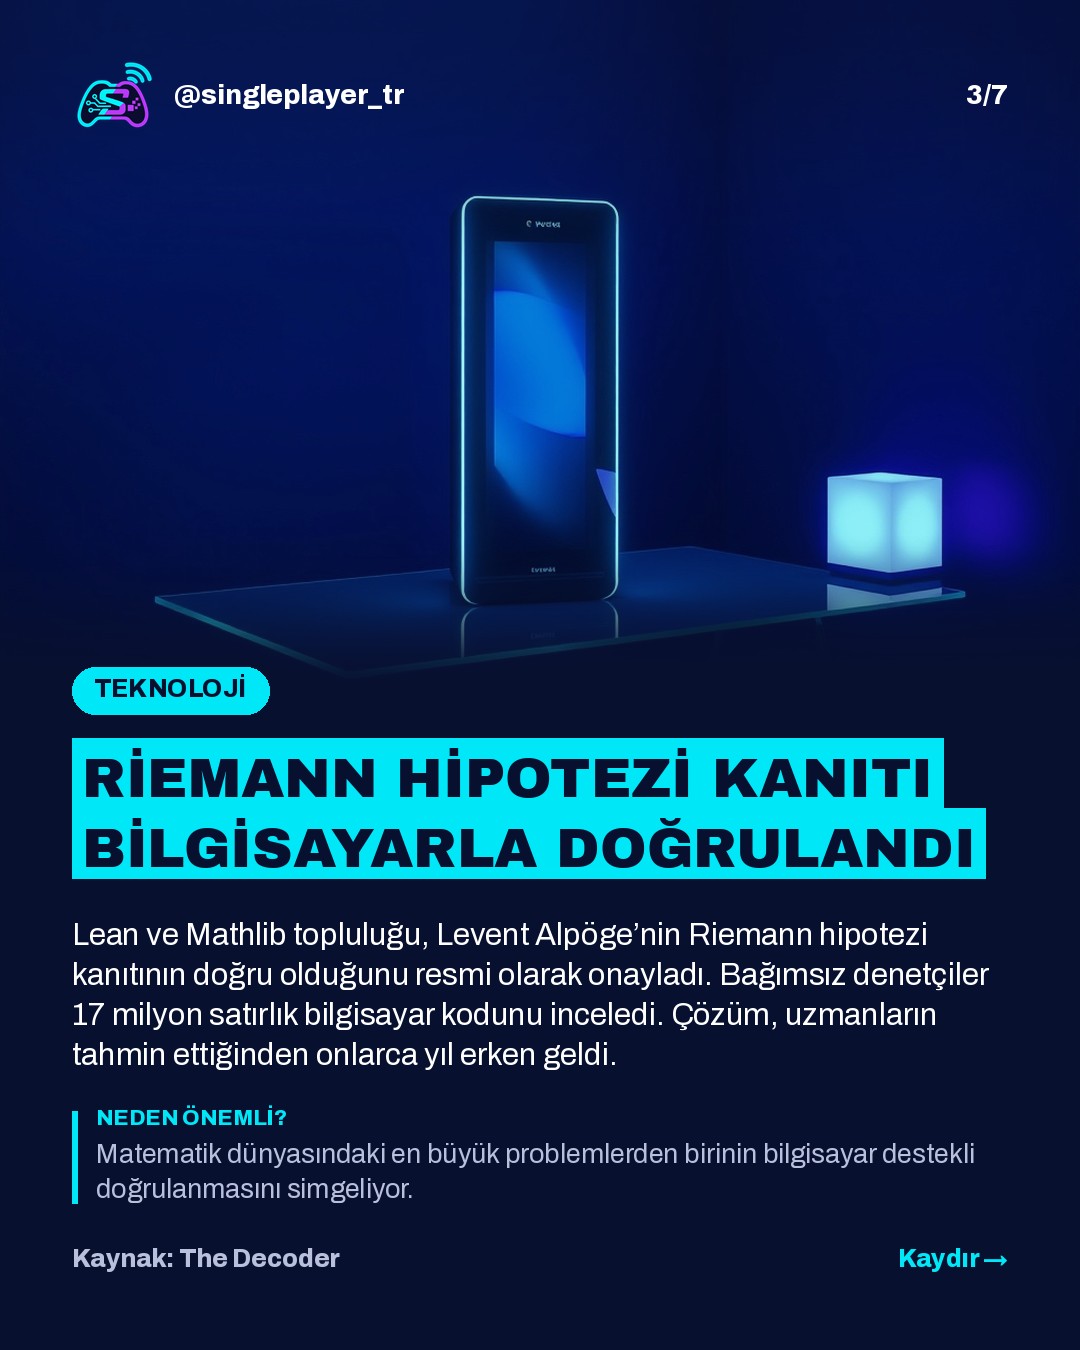 @singleplayer_tr
3/7
TEKNOLOJİ
RİEMANN HİPOTEZİ KANITI
BİLGİSAYARLA DOĞRULANDI
Lean ve Mathlib topluluğu, Levent Alpöge’nin Riemann hipotezi
kanıtının doğru olduğunu resmi olarak onayladı. Bağımsız denetçiler
17 milyon satırlık bilgisayar kodunu inceledi. Çözüm, uzmanların
tahmin ettiğinden onlarca yıl erken geldi.
NEDEN ÖNEMLİ?
Matematik dünyasındaki en büyük problemlerden birinin bilgisayar destekli
doğrulanmasını simgeliyor.
Kaynak: The Decoder
Kaydır →